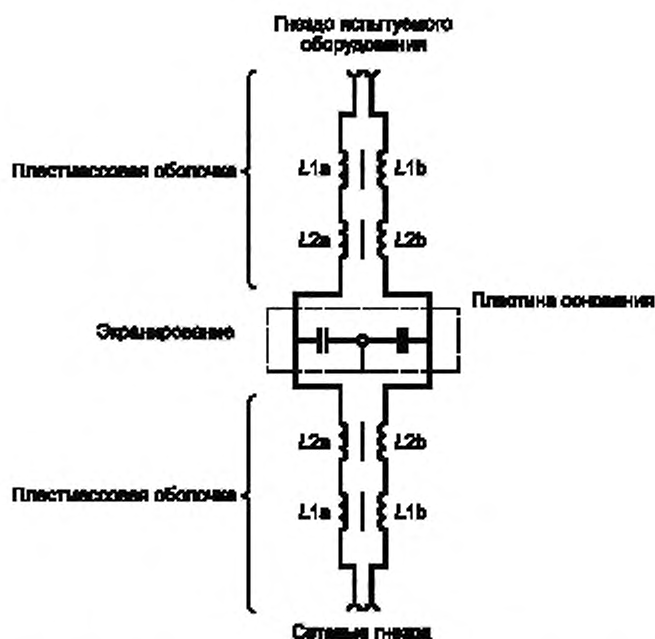 Гнездо испытуемого
оборудования
Пластмассовая оболочка
L1a
L1b
L2a
L2b
Пластина основания
Экранирование
L2a
L2b
Пластмассовая оболочка
L1a
L1b
Сетевые гнезда